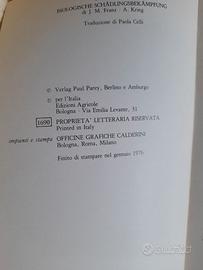 BIOLOGISCHE SCHÄDLINGSBEKÄMPFUNG
di J. M. Franz - A. Krieg
Traduzione di Paola Celli
© Verlag Paul Parey, Berlino e Amburgo
© per l'Italia
Edizioni Agricole
Bologna - Via Emilia Levante, 31
1690 PROPRIETA' LETTERARIA RISERVATA
Printed in Italy
impianti e stampa OFFICINE GRAFICHE CALDERINI
Bologna, Roma, Milano
Finito di stampare nel gennaio 1976
subito